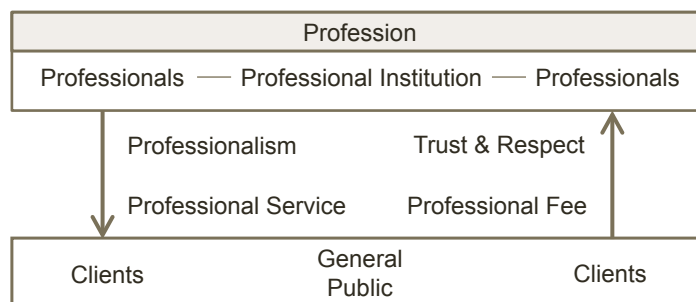 Profession
Professionals — Professional Institution — Professionals
Professionalism
Trust & Respect
Professional Service
Professional Fee
Clients
General
Public
Clients